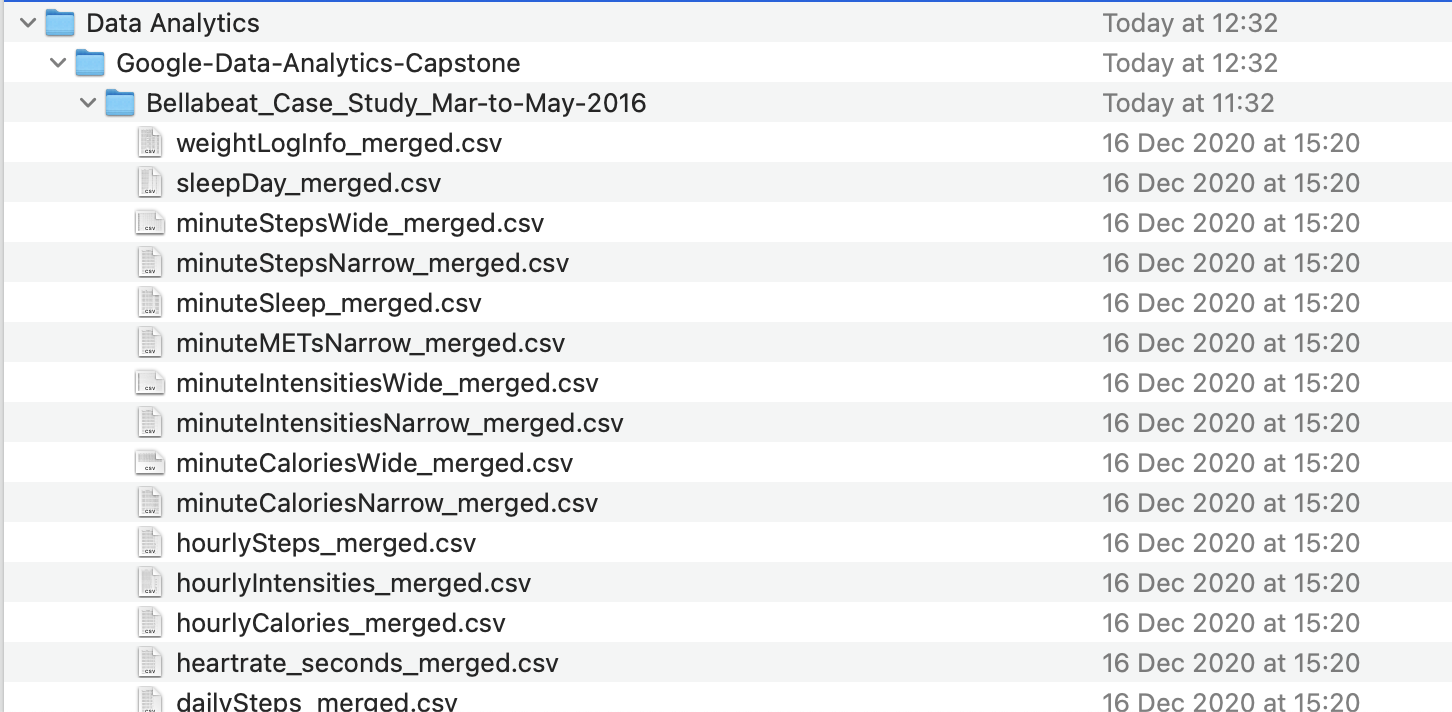 Data Analytics Today at 12:32
Google-Data-Analytics-Capstone Today at 12:32
Bellabeat_Case_Study_Mar-to-May-2016 Today at 11:32
weightLogInfo_merged.csv 16 Dec 2020 at 15:20
sleepDay_merged.csv 16 Dec 2020 at 15:20
minuteStepsWide_merged.csv 16 Dec 2020 at 15:20
minuteStepsNarrow_merged.csv 16 Dec 2020 at 15:20
minuteSleep_merged.csv 16 Dec 2020 at 15:20
minuteMETsNarrow_merged.csv 16 Dec 2020 at 15:20
minuteIntensitiesWide_merged.csv 16 Dec 2020 at 15:20
minuteIntensitiesNarrow_merged.csv 16 Dec 2020 at 15:20
minuteCaloriesWide_merged.csv 16 Dec 2020 at 15:20
minuteCaloriesNarrow_merged.csv 16 Dec 2020 at 15:20
hourlySteps_merged.csv 16 Dec 2020 at 15:20
hourlyIntensities_merged.csv 16 Dec 2020 at 15:20
hourlyCalories_merged.csv 16 Dec 2020 at 15:20
heartrate_seconds_merged.csv 16 Dec 2020 at 15:20
dailySteps_merged.csv 16 Dec 2020 at 15:20